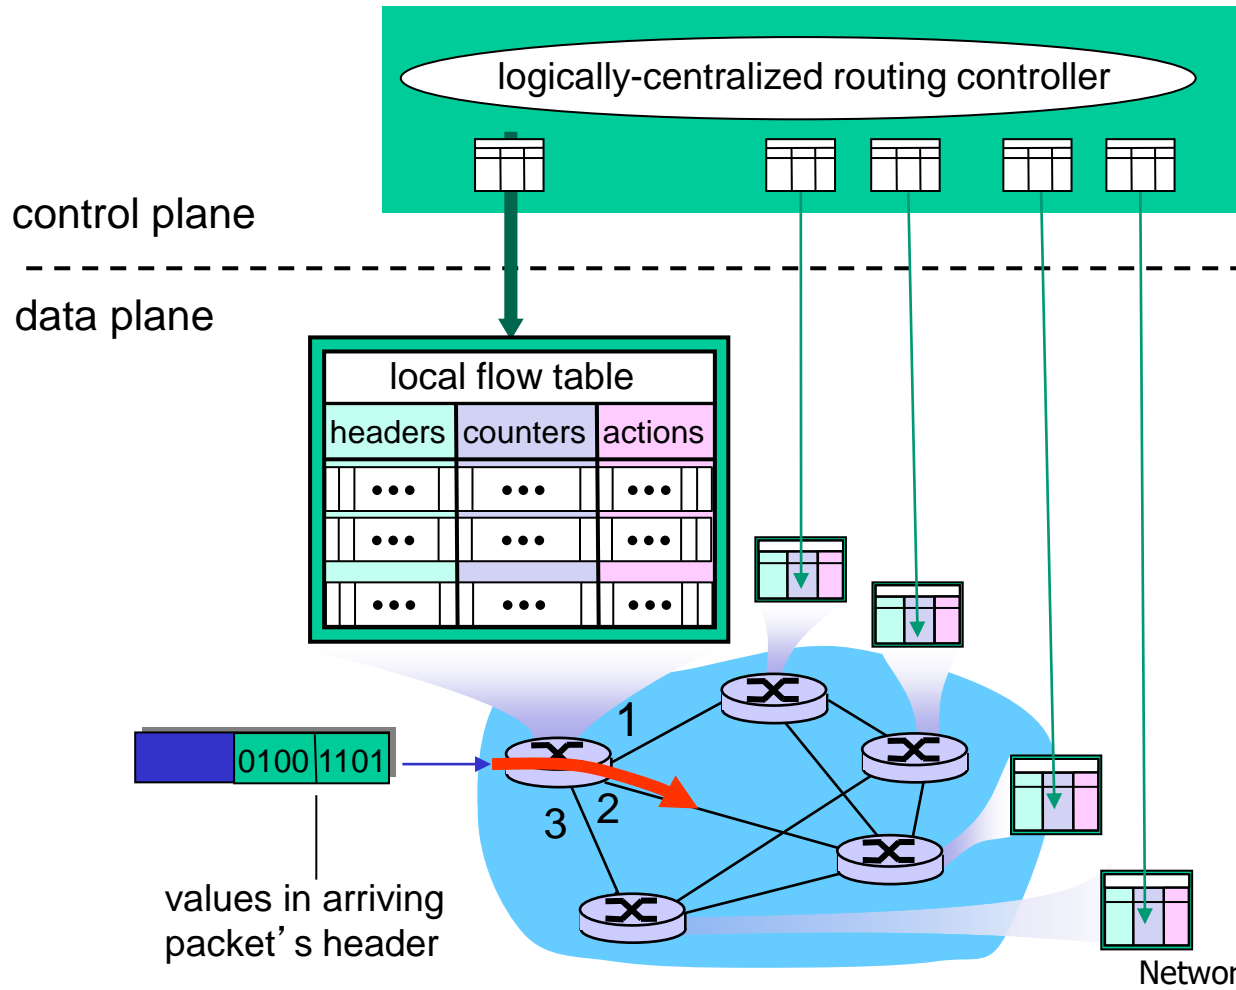 logically-centralized routing controller
control plane
data plane
local flow table
headers counters actions
1
0100 1101
2
3
values in arriving
packet’s header
Networ